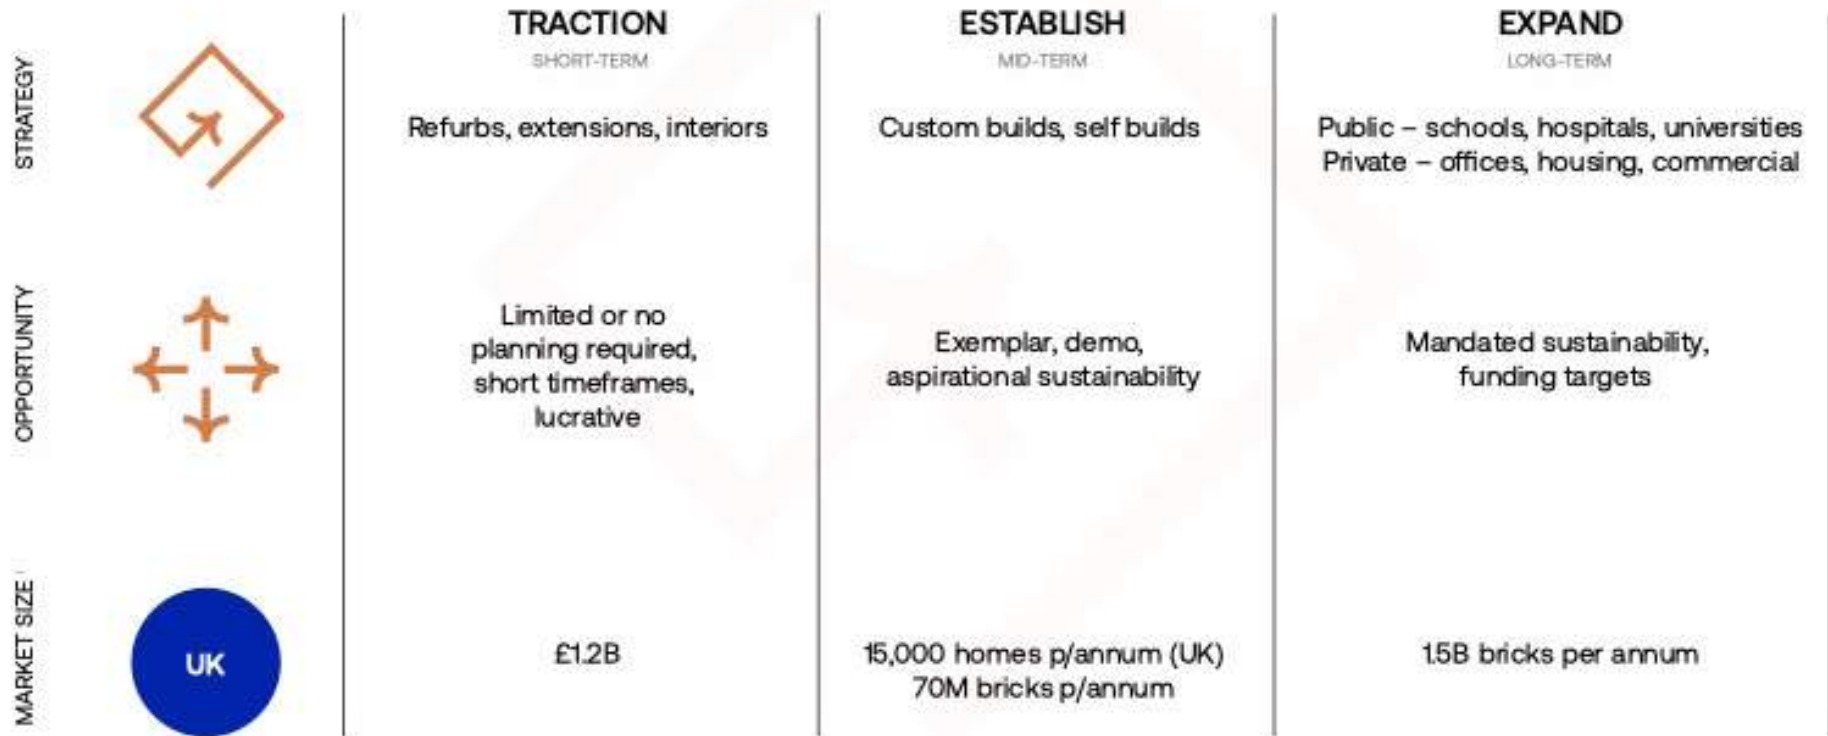 TRACTION
SHORT-TERM
ESTABLISH
MID-TERM
EXPAND
LONG-TERM
STRATEGY
Refurbs, extensions, interiors
Custom builds, self builds
Public – schools, hospitals, universities
Private – offices, housing, commercial
OPPORTUNITY
Limited or no
planning required,
short timeframes,
lucrative
Exemplar, demo,
aspirational sustainability
Mandated sustainability,
funding targets
MARKET SIZE
UK
£1.2B
15,000 homes p/annum (UK)
70M bricks p/annum
1.5B bricks per annum